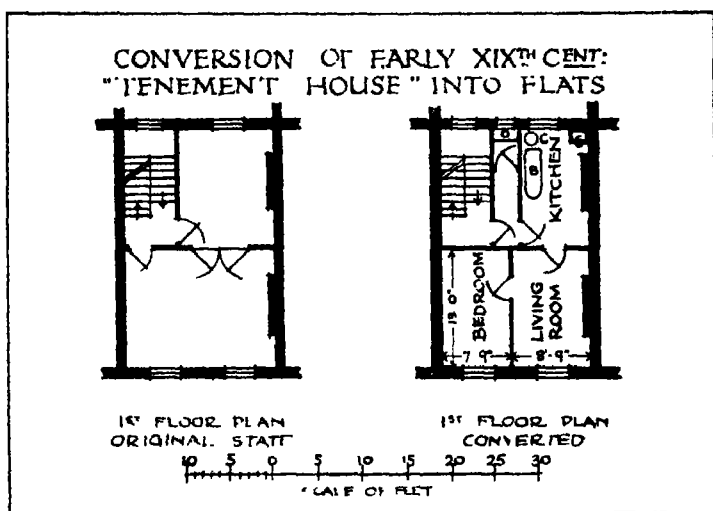 CONVERSION OF EARLY XIXTH CENT:
"TENEMENT HOUSE" INTO FLATS
C
B
KITCHEN
BEDROOM
LIVING
ROOM
13' 0"
7' 9"
8'-9"
1ST FLOOR PLAN
ORIGINAL STATE
1ST FLOOR PLAN
CONVERTED
10 5 0 5 10 15 20 25 30
SCALE OF FEET